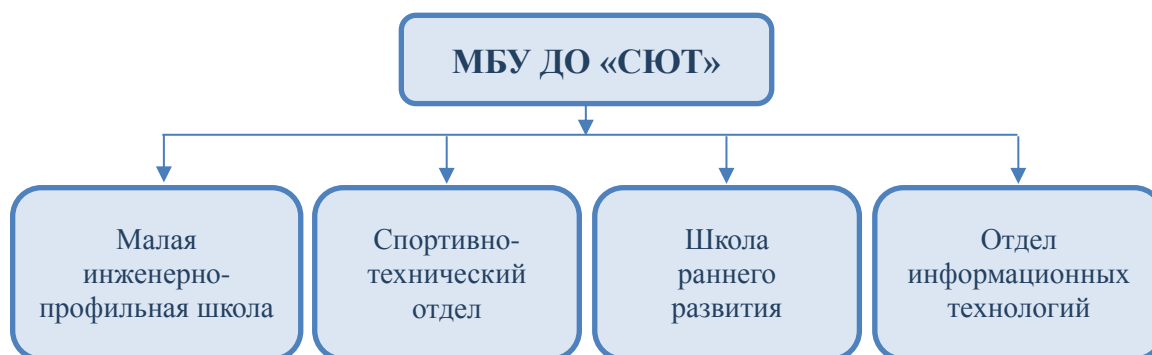 МБУ ДО «СЮТ»
Малая
инженерно-
профильная школа
Спортивно-
технический
отдел
Школа
раннего
развития
Отдел
информационных
технологий